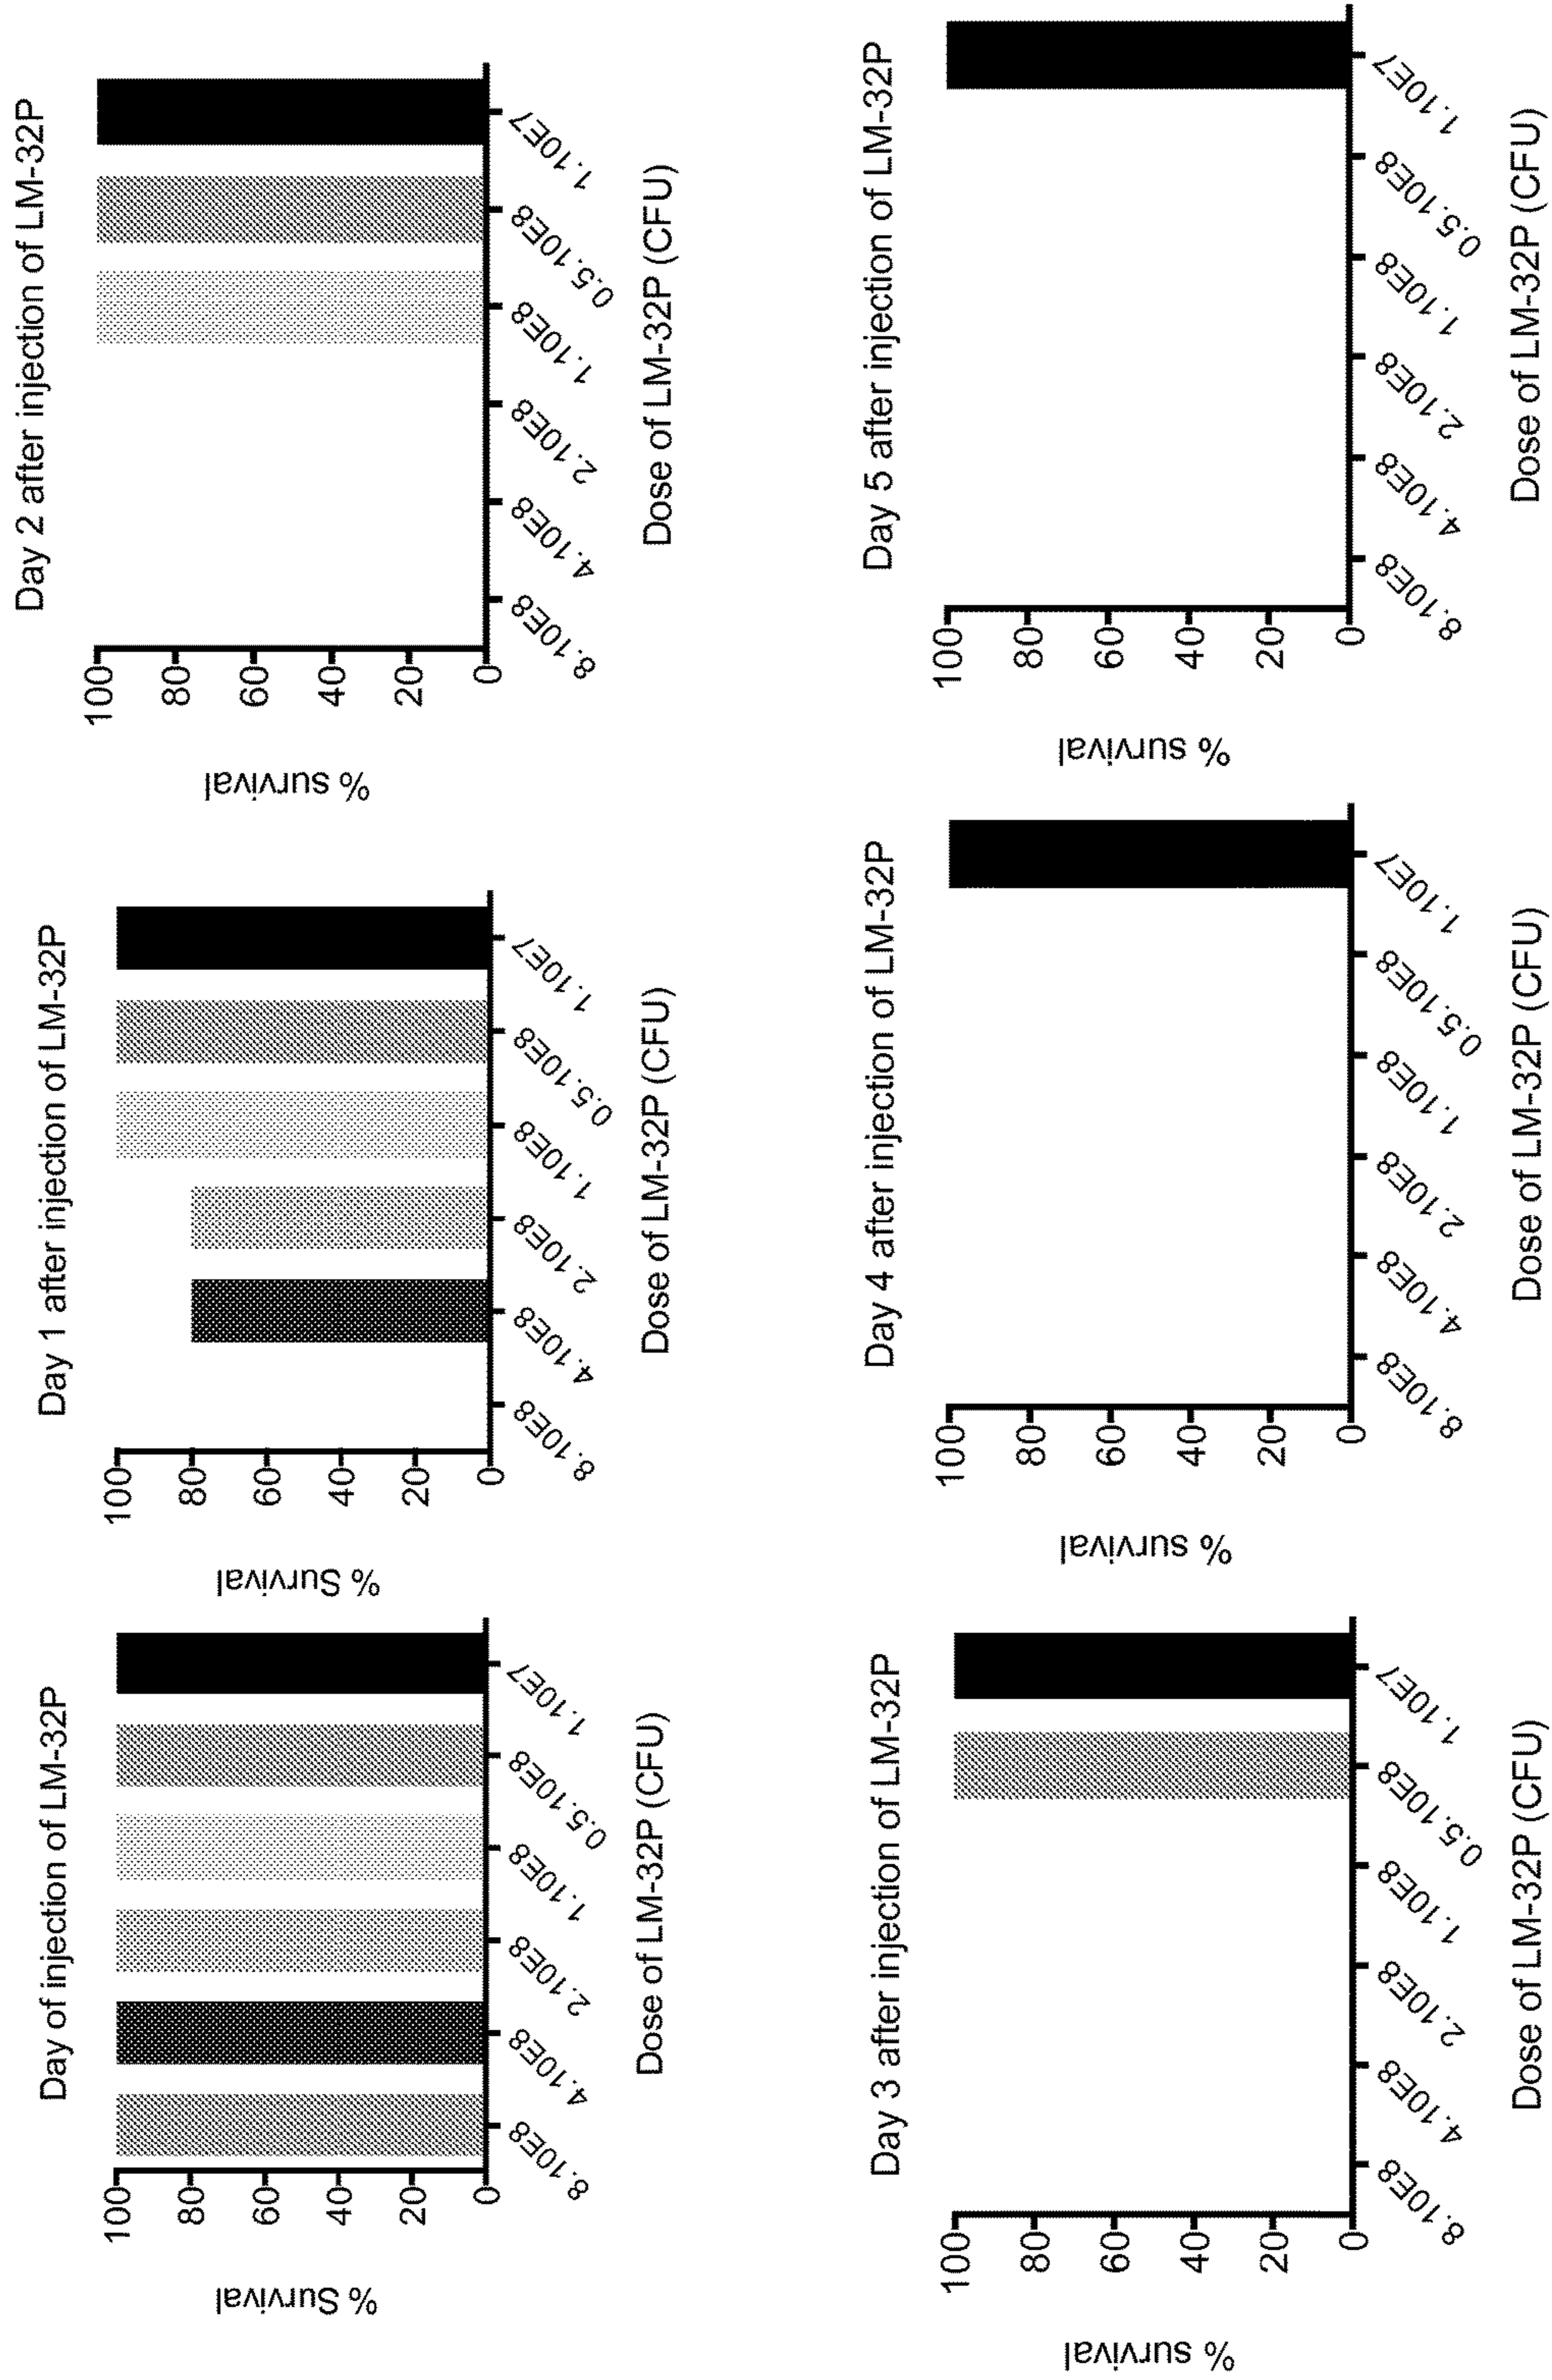 Day of injection of LM-32P
% Survival
100
80
60
40
20
0
8.10E8
4.10E8
2.10E8
1.10E8
0.5.10E8
1.10E7
Dose of LM-32P (CFU)
Day 1 after injection of LM-32P
% Survival
100
80
60
40
20
0
8.10E8
4.10E8
2.10E8
1.10E8
0.5.10E8
1.10E7
Dose of LM-32P (CFU)
Day 2 after injection of LM-32P
% survival
100
80
60
40
20
0
8.10E8
4.10E8
2.10E8
1.10E8
0.5.10E8
1.10E7
Dose of LM-32P (CFU)
Day 3 after injection of LM-32P
% survival
100
80
60
40
20
0
8.10E8
4.10E8
2.10E8
1.10E8
0.5.10E8
1.10E7
Dose of LM-32P (CFU)
Day 4 after injection of LM-32P
% survival
100
80
60
40
20
0
8.10E8
4.10E8
2.10E8
1.10E8
0.5.10E8
1.10E7
Dose of LM-32P (CFU)
Day 5 after injection of LM-32P
% survival
100
80
60
40
20
0
8.10E8
4.10E8
2.10E8
1.10E8
0.5.10E8
1.10E7
Dose of LM-32P (CFU)